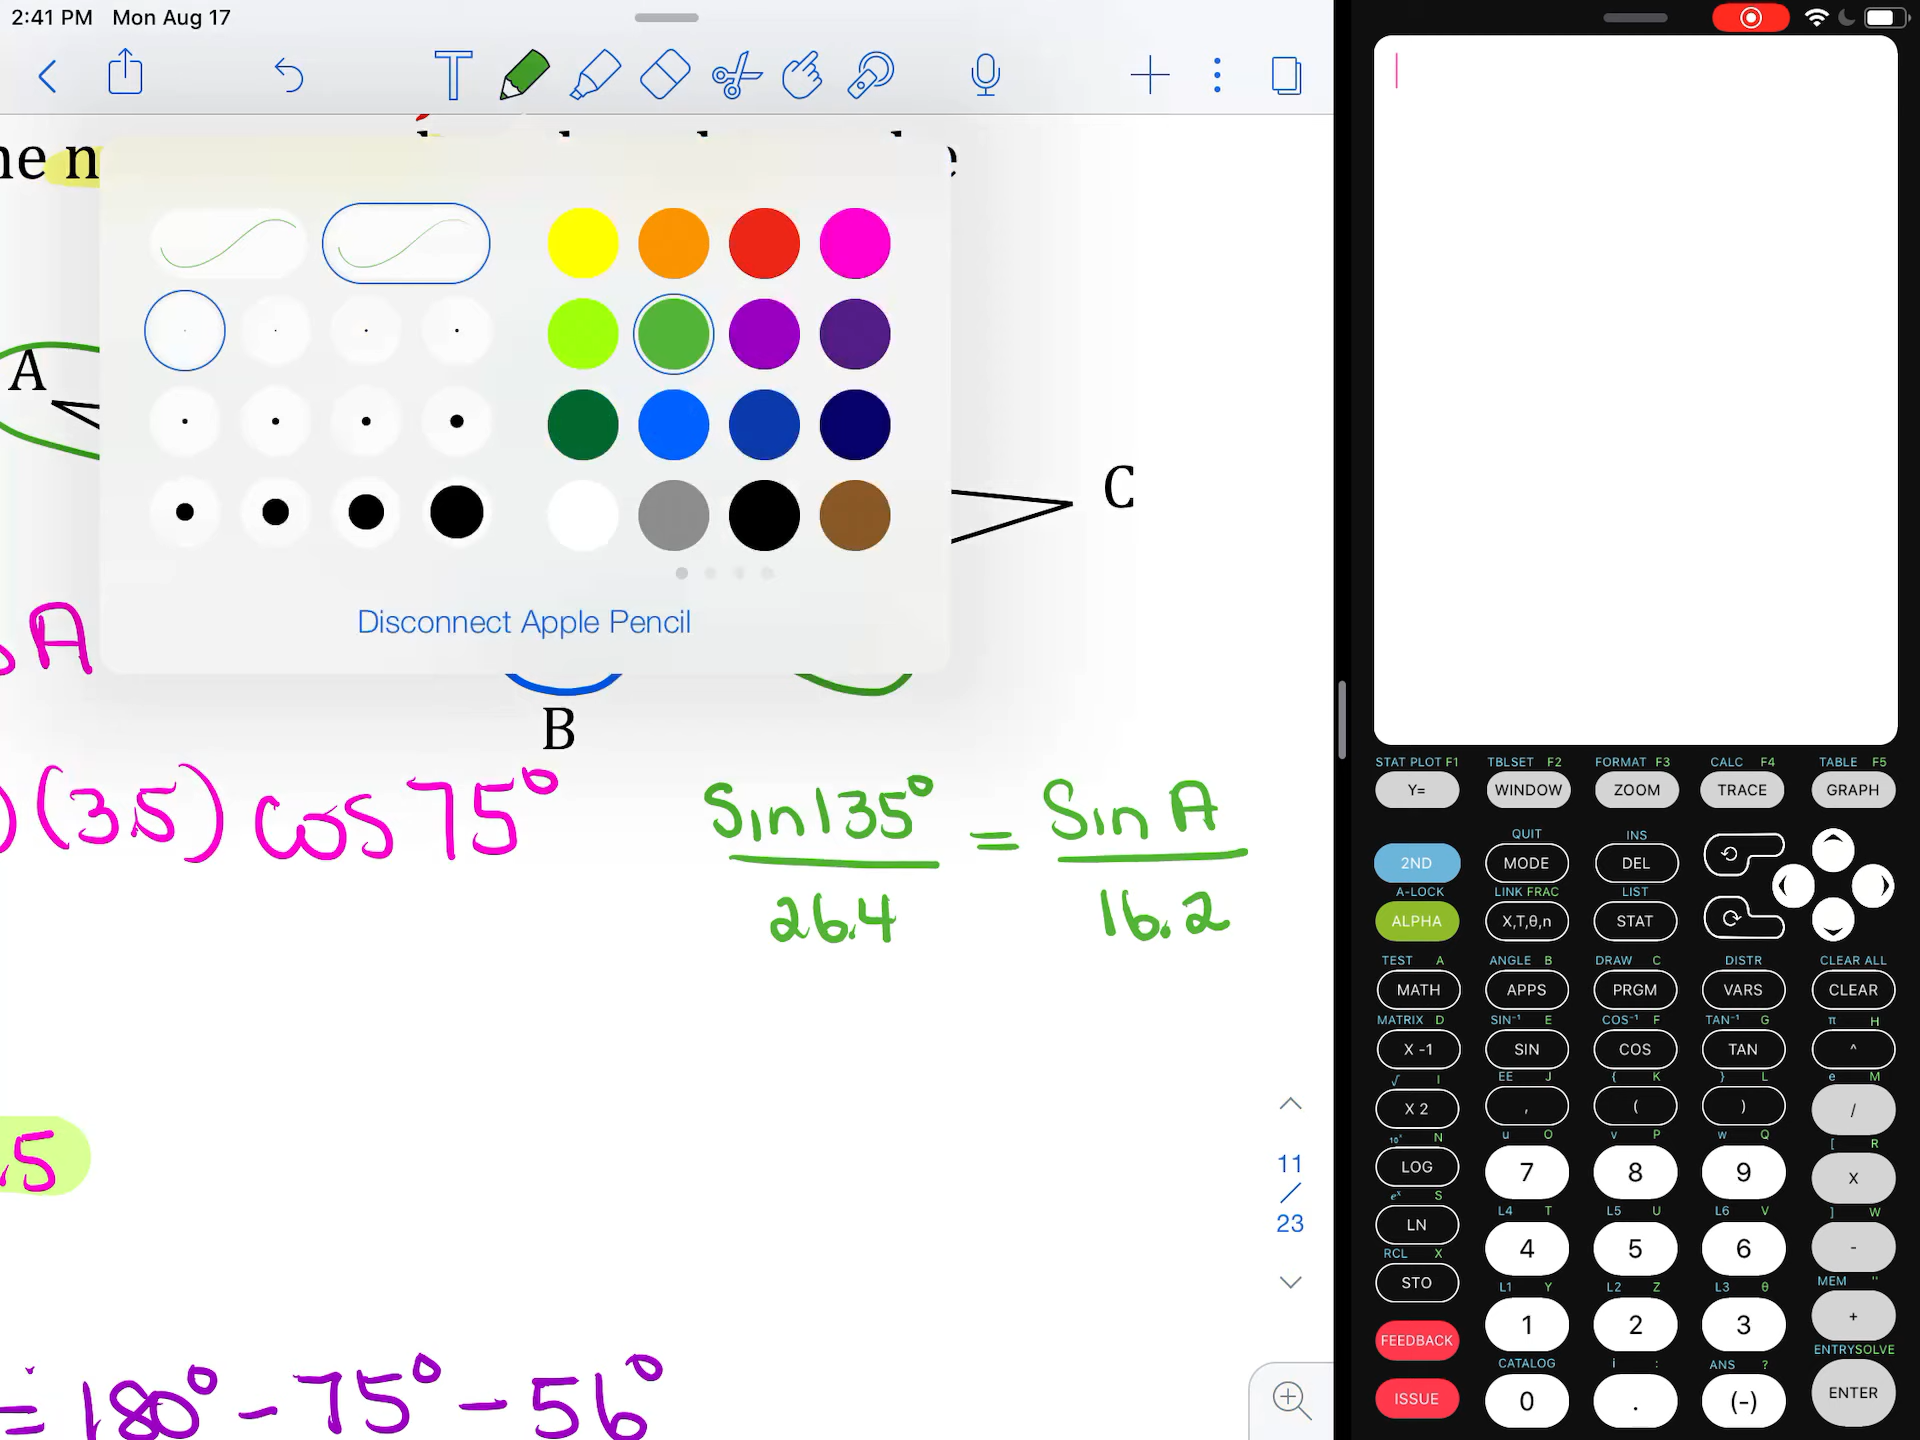 2:41 PM Mon Aug 17
T
he n
A
C
Disconnect Apple Pencil
A
B
)(3.5) cos 75°
Sin 135° = Sin A
26.4 16.2
.5
11
/
23
= 180° - 75° - 56°
STAT PLOT F1 TBLSET F2 FORMAT F3 CALC F4 TABLE F5
Y= WINDOW ZOOM TRACE GRAPH
QUIT INS
2ND MODE DEL
A-LOCK LINK FRAC LIST
ALPHA X,T,θ,n STAT
TEST A ANGLE B DRAW C DISTR CLEAR ALL
MATH APPS PRGM VARS CLEAR
MATRIX D SIN⁻¹ E COS⁻¹ F TAN⁻¹ G π H
X -1 SIN COS TAN ^
√ I EE J { K } L e M
X 2 , ( ) /
10ˣ N u O v P w Q [ R
LOG 7 8 9 X
eˣ S L4 T L5 U L6 V ] W
LN 4 5 6 -
RCL X L1 Y L2 Z L3 θ MEM "
STO 1 2 3 +
FEEDBACK CATALOG i : ANS ? ENTRY SOLVE
ISSUE 0 . (-) ENTER